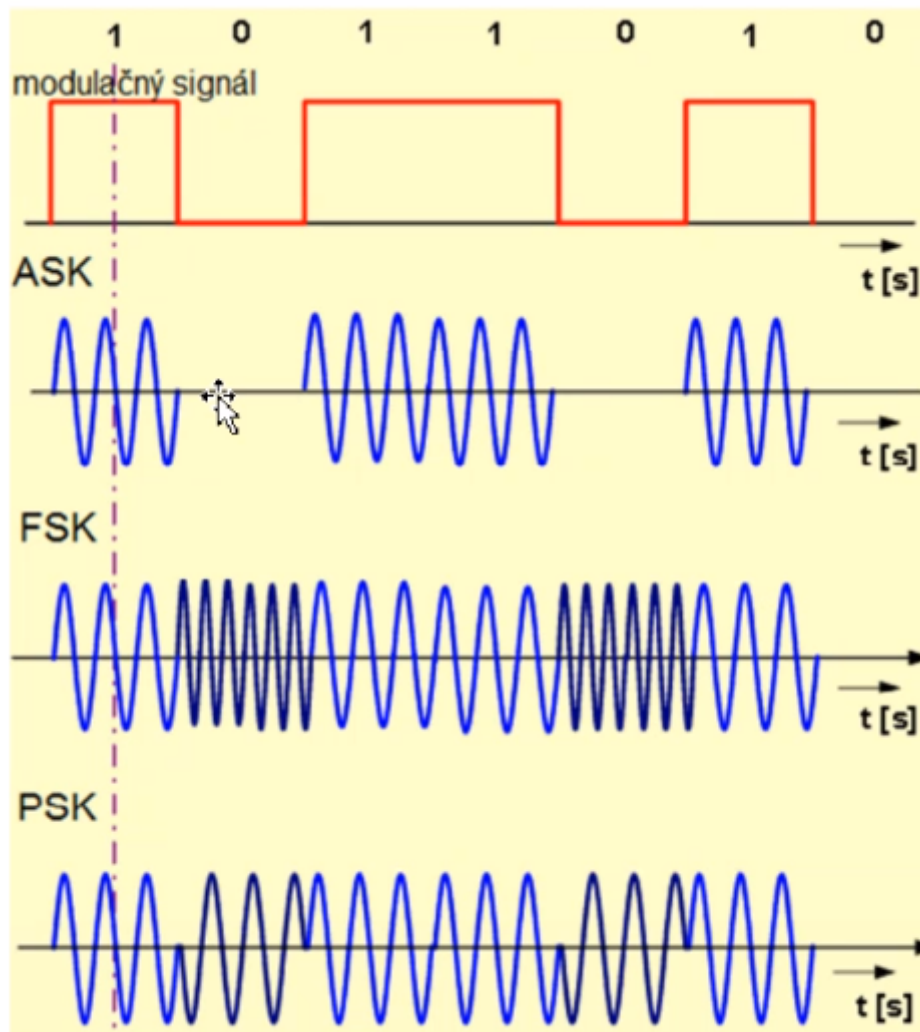 1 0 1 1 0 1 0
modulačný signál
t [s]
ASK
t [s]
FSK
t [s]
PSK
t [s]